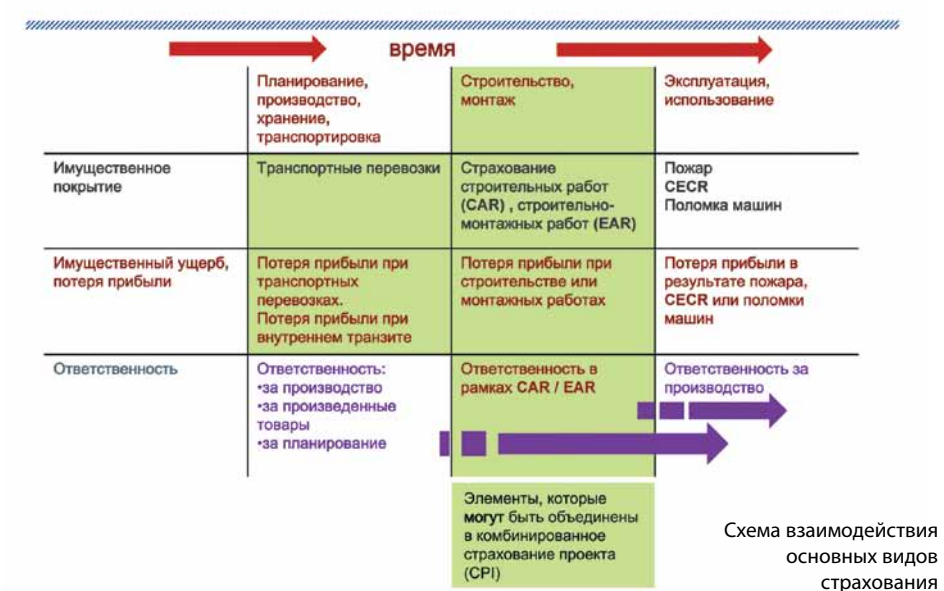 время
Планирование,
производство,
хранение,
транспортировка
Строительство,
монтаж
Эксплуатация,
использование
Имущественное
покрытие
Транспортные перевозки
Страхование
строительных работ
(CAR) , строительно-
монтажных работ (EAR)
Пожар
CECR
Поломка машин
Имущественный ущерб,
потеря прибыли
Потеря прибыли при
транспортных
перевозках.
Потеря прибыли при
внутреннем транзите
Потеря прибыли при
строительстве или
монтажных работах
Потеря прибыли в
результате пожара,
CECR или поломки
машин
Ответственность
Ответственность:
•за производство
•за произведенные
товары
•за планирование
Ответственность в
рамках CAR / EAR
Ответственность за
производство
Элементы, которые
могут быть объединены
в комбинированное
страхование проекта
(CPI)
Схема взаимодействия
основных видов
страхования